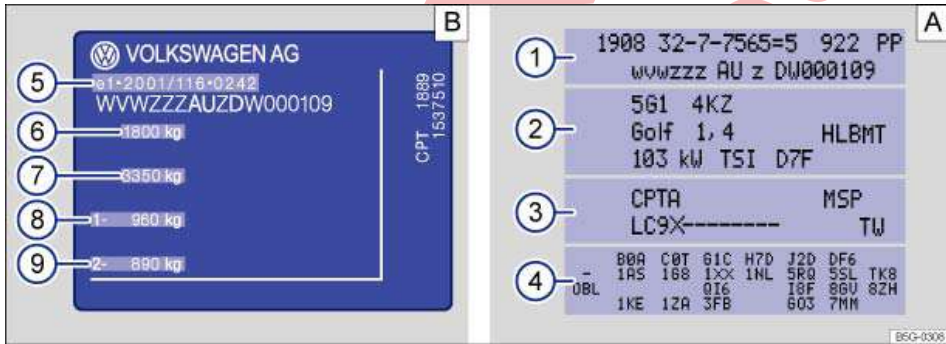 B
VOLKSWAGEN AG
5
e1•2001/116•0242
WVWZZZAUZDW000109
6
1800 kg
7
3350 kg
8
1- 960 kg
9
2- 890 kg
CPT 1889
1537510
A
1
1908 32-7-7565=5 922 PP
WVWZZZ AU Z DW000109
2
5G1 4KZ
Golf 1,4 HLBMT
103 kW TSI D7F
3
CPTA MSP
LC9X-------- TW
4
B0A C0T G1C H7D J2D DF6
- 1AS 1G8 1XX 1NL 5RQ 5SL TK8
0BL QI6 I8F 8GV 8ZH
1KE 1ZA 3FB 6O3 7MM
B5G-0306